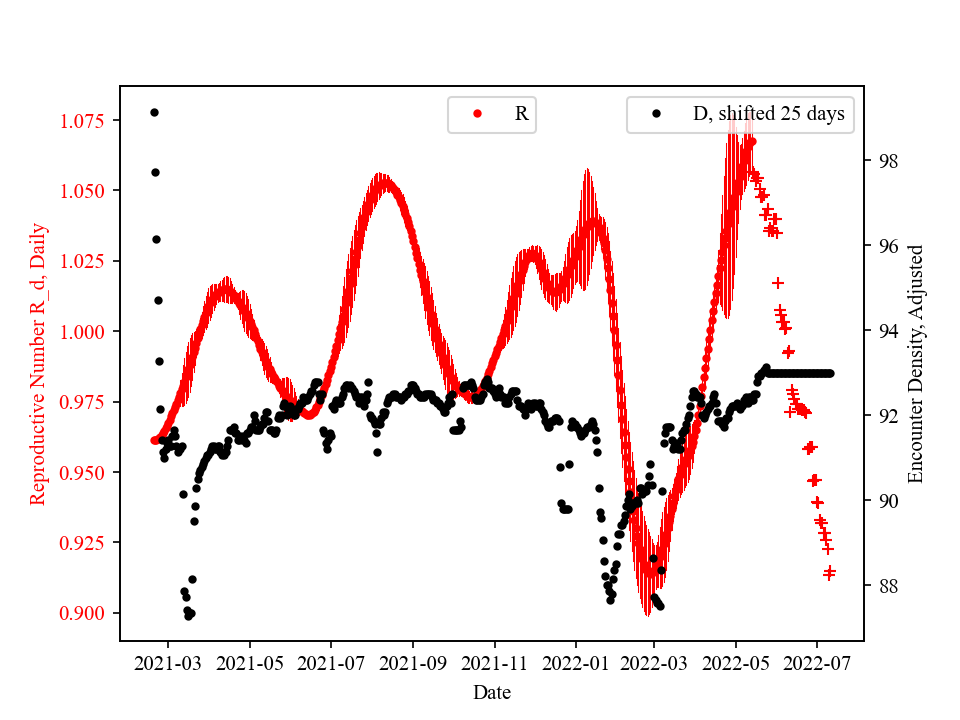 R
D, shifted 25 days
Reproductive Number R_d, Daily
1.075
1.050
1.025
1.000
0.975
0.950
0.925
0.900
98
96
94
92
90
88
Encounter Density, Adjusted
2021-03 2021-05 2021-07 2021-09 2021-11 2022-01 2022-03 2022-05 2022-07
Date